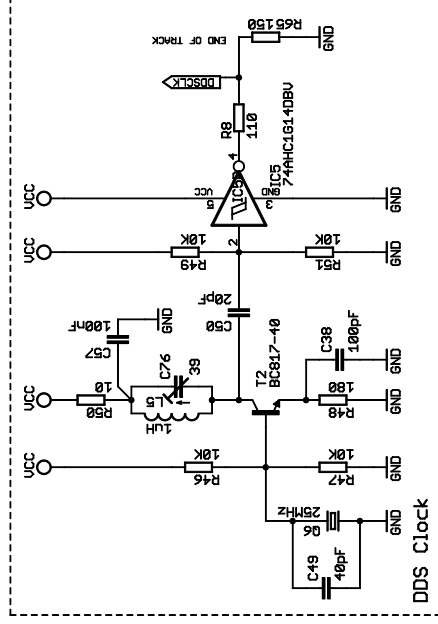 END OF TRACK
R65
150
GND
DDSCLK
R8
110
4
IC5
74AHC1G14DBV
VCC
VCC
5
IC5
GND
3
GND
VCC
2
10K
R49
10K
R51
GND
20pF
C50
100nF
C57
GND
C76
39
VCC
10
R50
L5
1uH
T2
BC817-40
C38
100pF
GND
180
R48
GND
VCC
10K
R46
10K
R47
GND
25MHz
Q6
C49
40pF
GND
DDS Clock